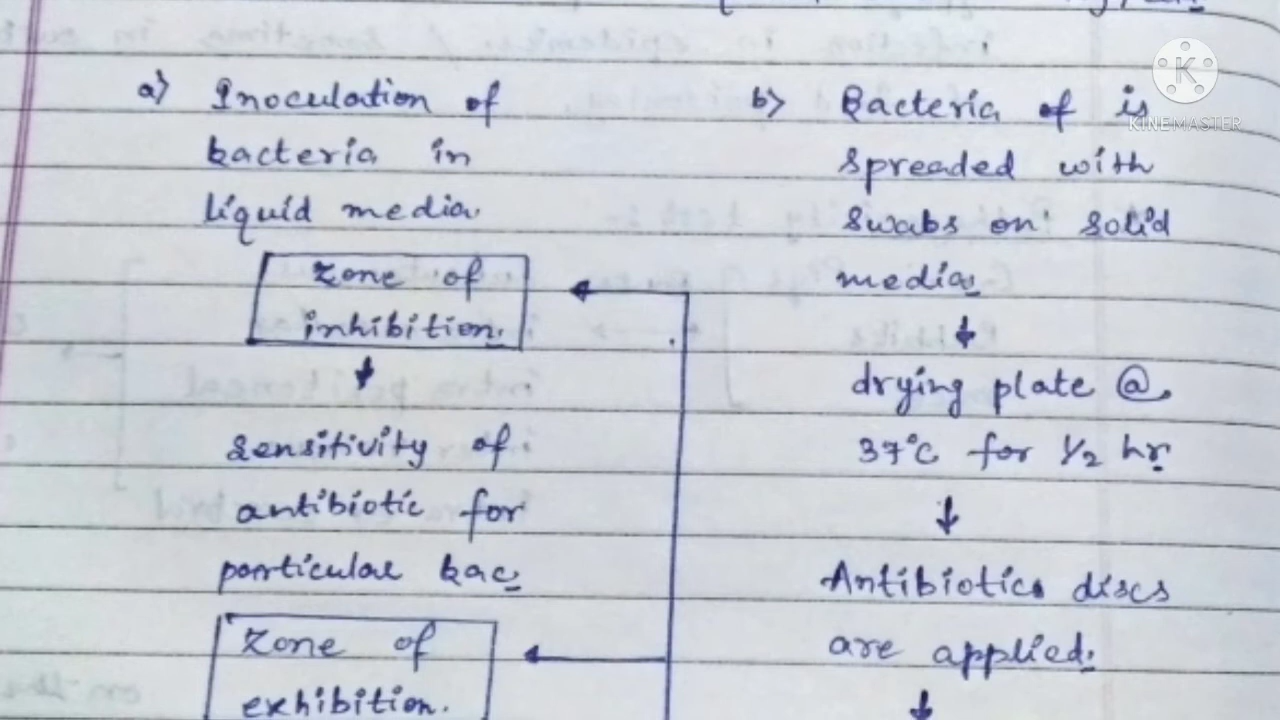 a) Inoculation of
bacteria in
liquid media.
Zone of
inhibition.
sensitivity of
antibiotic for
particular bac.
Zone of
exhibition.
b) Bacteria of is
spreaded with
swabs on solid
media.
drying plate @
37°C for 1/2 hr.
Antibiotics discs
are applied.
K
KINEMASTER